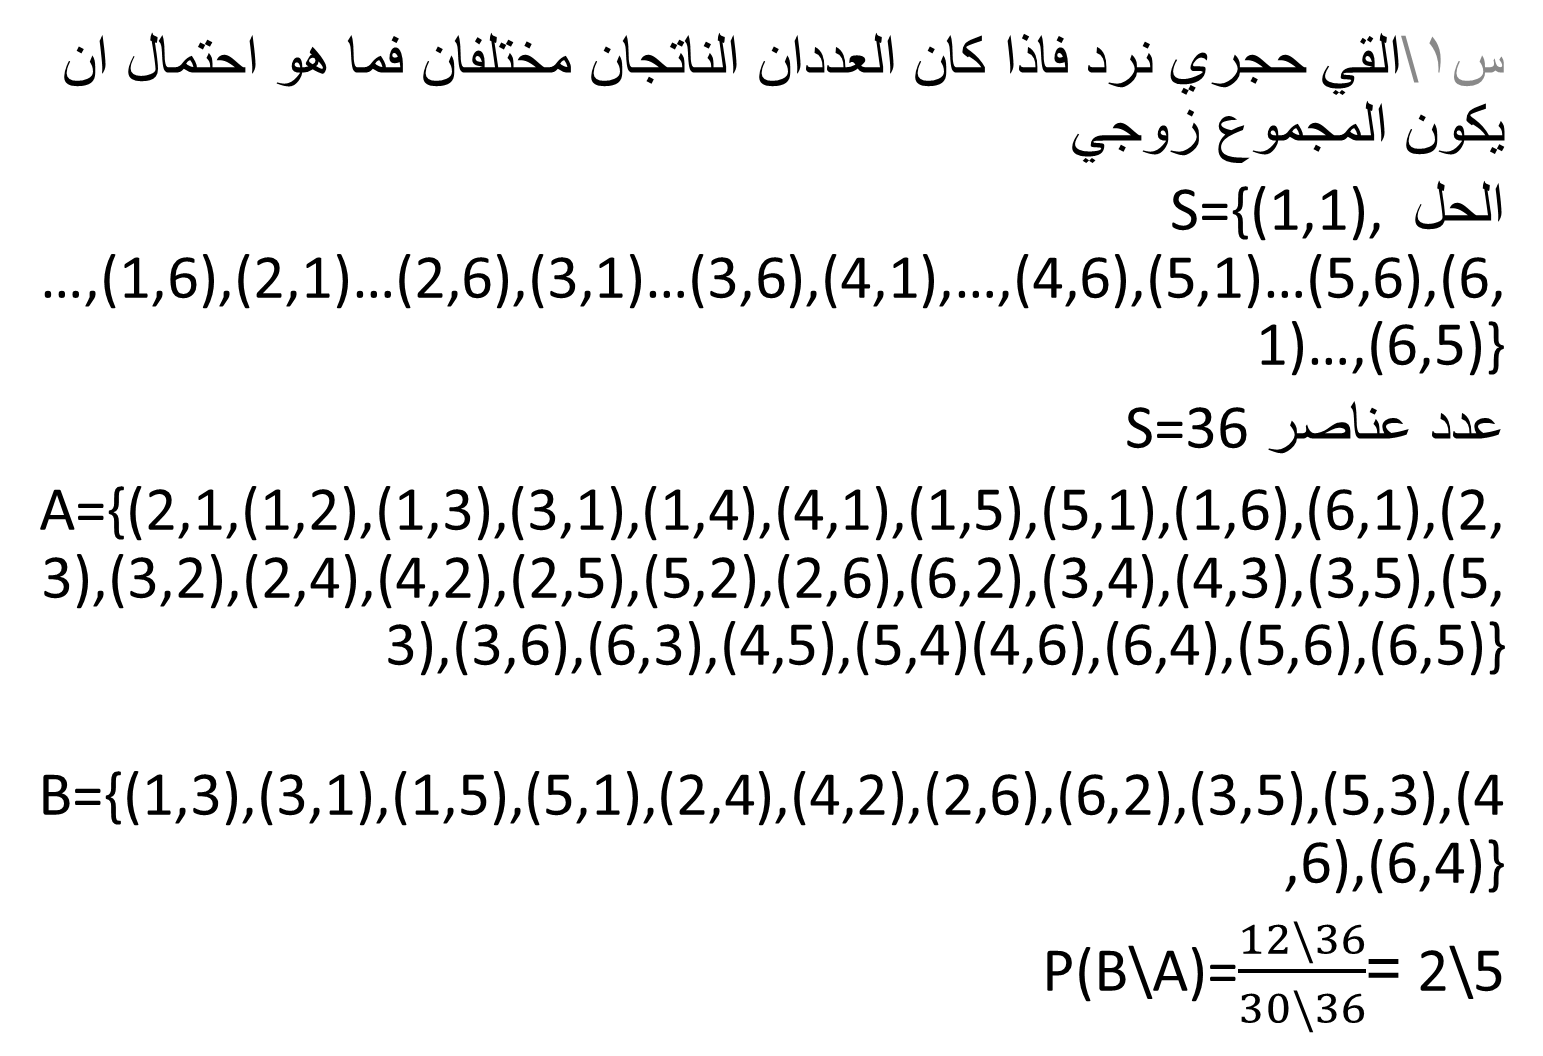 س١\القي حجري نرد فاذا كان العددان الناتجان مختلفان فما هو احتمال ان
يكون المجموع زوجي
الحل S={(1,1),
...,(1,6),(2,1)...(2,6),(3,1)...(3,6),(4,1),...,(4,6),(5,1)...(5,6),(6,
1)...,(6,5)}
عدد عناصر S=36
A={(2,1,(1,2),(1,3),(3,1),(1,4),(4,1),(1,5),(5,1),(1,6),(6,1),(2,
3),(3,2),(2,4),(4,2),(2,5),(5,2),(2,6),(6,2),(3,4),(4,3),(3,5),(5,
3),(3,6),(6,3),(4,5),(5,4)(4,6),(6,4),(5,6),(6,5)}
B={(1,3),(3,1),(1,5),(5,1),(2,4),(4,2),(2,6),(6,2),(3,5),(5,3),(4
,6),(6,4)}
P(B\A)=\frac{12\36}{30\36}= 2\5